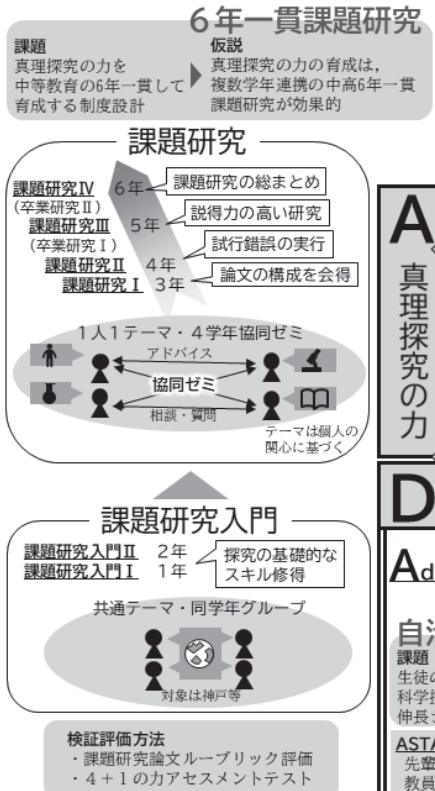 6年一貫課題研究
課題
真理探究の力を
中等教育の6年一貫して
育成する制度設計
仮説
真理探究の力の育成は,
複数学年連携の中高6年一貫
課題研究が効果的
課題研究
課題研究Ⅳ 6年 課題研究の総まとめ
(卒業研究Ⅱ)
課題研究Ⅲ 5年 説得力の高い研究
(卒業研究Ⅰ)
課題研究Ⅱ 4年 試行錯誤の実行
課題研究Ⅰ 3年 論文の構成を会得
1人1テーマ・4学年協同ゼミ
アドバイス
協同ゼミ
相談・質問
テーマは個人の
関心に基づく
課題研究入門
課題研究入門Ⅱ 2年
課題研究入門Ⅰ 1年
探究の基礎的な
スキル修得
共通テーマ・同学年グループ
対象は神戸等
検証評価方法
・課題研究論文ルーブリック評価
・4+1の力アセスメントテスト
A
真理探究の力
D
Ad
自治
課題
生徒の
科学技
伸長
ASTA
先輩
教員